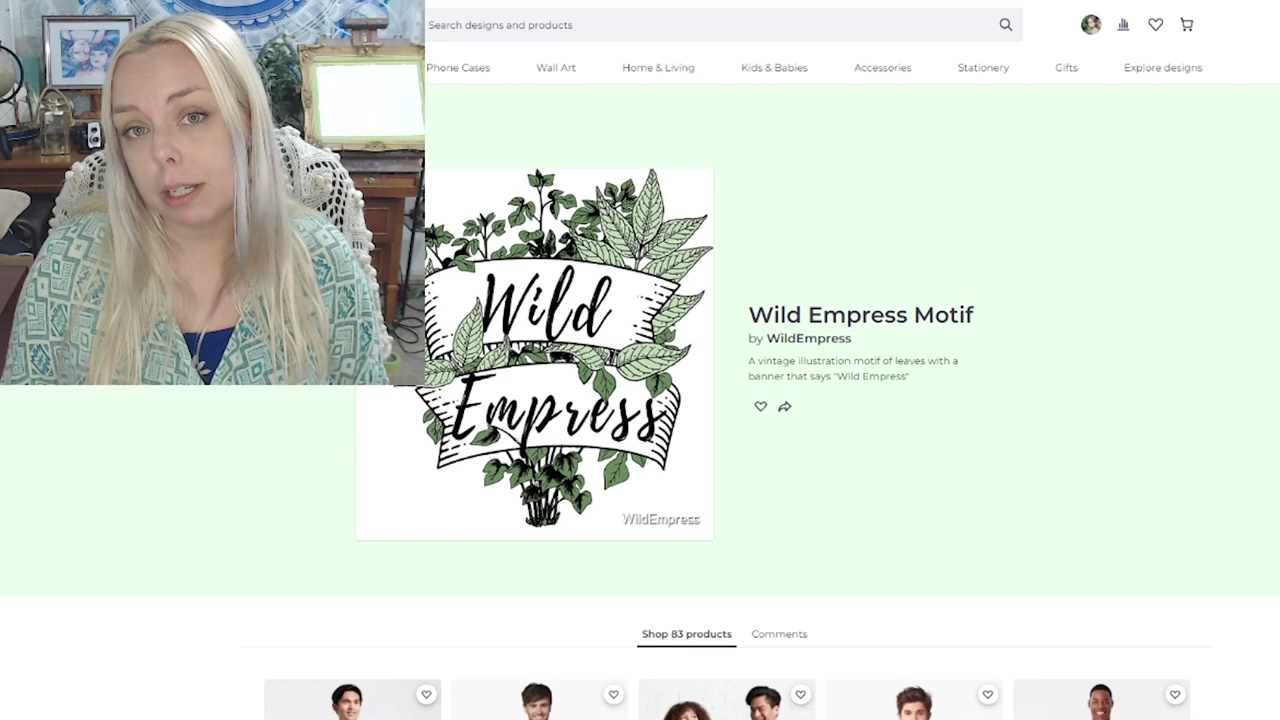 Search designs and products
Phone Cases Wall Art Home & Living Kids & Babies Accessories Stationery Gifts Explore designs
Wild
Empress
WildEmpress
Wild Empress Motif
by WildEmpress
A vintage illustration motif of leaves with a
banner that says "Wild Empress"
Shop 83 products Comments